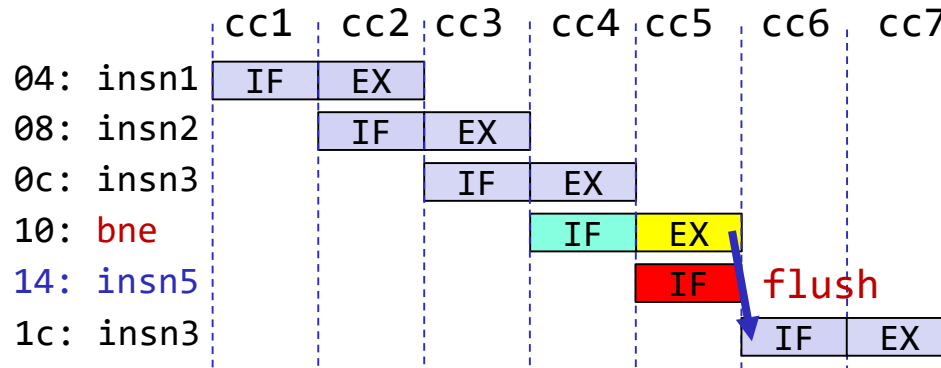 cc1 cc2 cc3 cc4 cc5 cc6 cc7
04: insn1 IF EX
08: insn2 IF EX
0c: insn3 IF EX
10: bne IF EX
14: insn5 IF flush
1c: insn3 IF EX